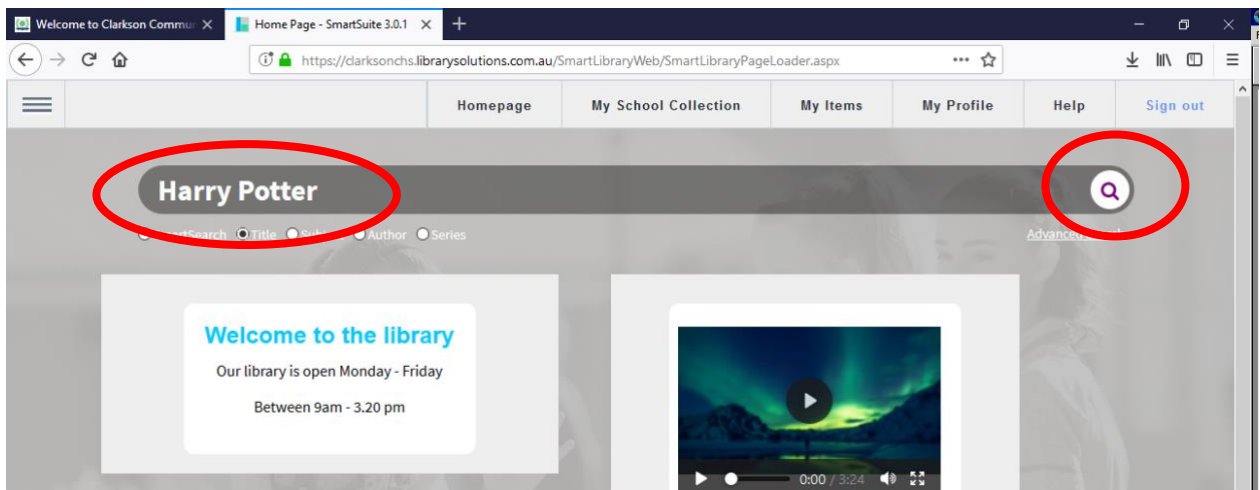 Welcome to Clarkson Commu
Home Page - SmartSuite 3.0.1
https://clarksonchs.librarysolutions.com.au/SmartLibraryWeb/SmartLibraryPageLoader.aspx
Homepage My School Collection My Items My Profile Help Sign out
Harry Potter
Title Author Series
Welcome to the library
Our library is open Monday - Friday
Between 9am - 3.20 pm
0:00 / 3:24